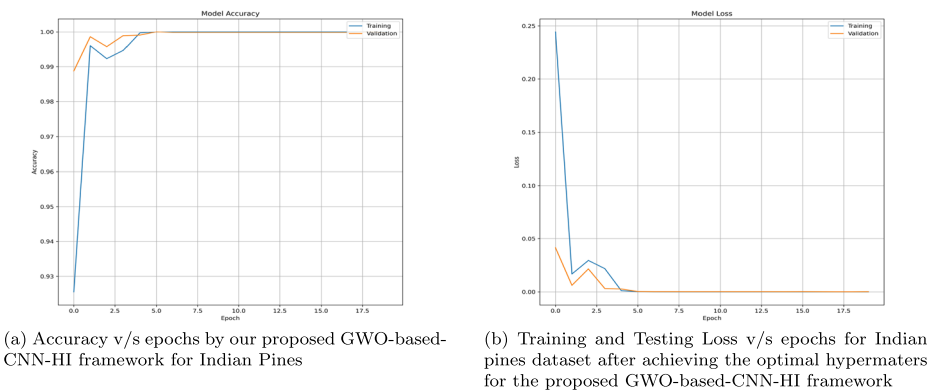 Model Accuracy
Training
Validation
1.00
0.99
0.98
0.97
0.96
0.95
0.94
0.93
Accuracy
0.0 2.5 5.0 7.5 10.0 12.5 15.0 17.5
Epoch
(a) Accuracy v/s epochs by our proposed GWO-based-
CNN-HI framework for Indian Pines
Model Loss
Training
Validation
0.25
0.20
0.15
0.10
0.05
0.00
Loss
0.0 2.5 5.0 7.5 10.0 12.5 15.0 17.5
Epoch
(b) Training and Testing Loss v/s epochs for Indian
pines dataset after achieving the optimal hypermaters
for the proposed GWO-based-CNN-HI framework